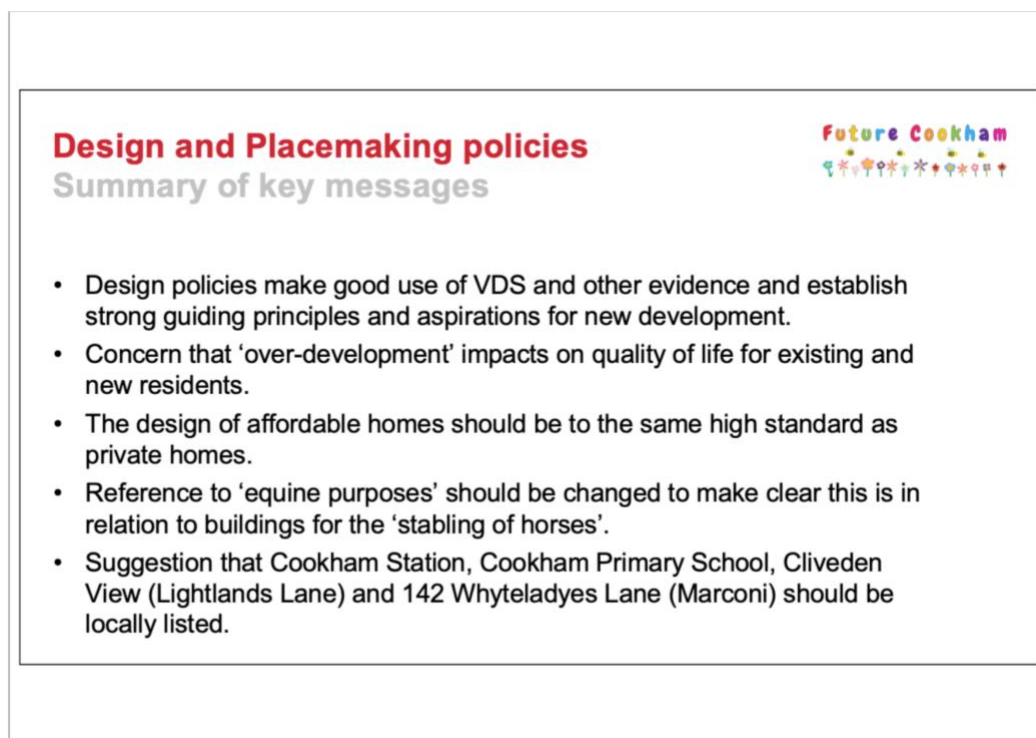 Design and Placemaking policies
Summary of key messages
Future Cookham
• Design policies make good use of VDS and other evidence and establish
strong guiding principles and aspirations for new development.
• Concern that ‘over-development’ impacts on quality of life for existing and
new residents.
• The design of affordable homes should be to the same high standard as
private homes.
• Reference to ‘equine purposes’ should be changed to make clear this is in
relation to buildings for the ‘stabling of horses’.
• Suggestion that Cookham Station, Cookham Primary School, Cliveden
View (Lightlands Lane) and 142 Whyteladyes Lane (Marconi) should be
locally listed.